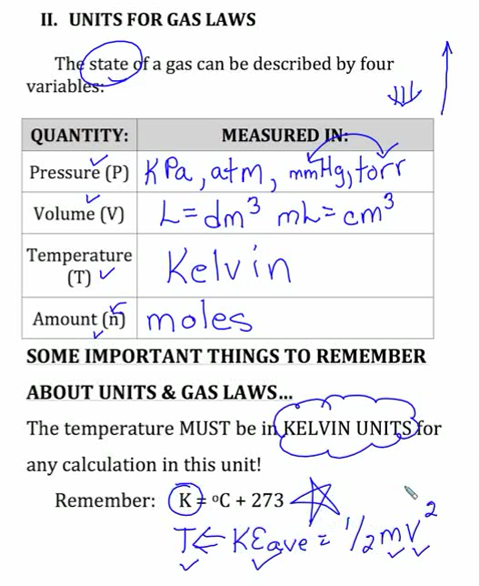 II. UNITS FOR GAS LAWS
The state of a gas can be described by four
variables:
QUANTITY: MEASURED IN:
Pressure (P) KPa, atm, mmHg, torr
Volume (V) L = dm³ mL = cm³
Temperature
(T) Kelvin
Amount (n) moles
SOME IMPORTANT THINGS TO REMEMBER
ABOUT UNITS & GAS LAWS...
The temperature MUST be in KELVIN UNITS for
any calculation in this unit!
Remember: K = ºC + 273
T ← KEave = 1/2 mV²